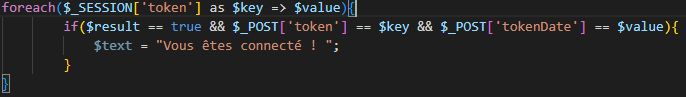 foreach($_SESSION['token'] as $key => $value){
if($result == true && $_POST['token'] == $key && $_POST['tokenDate'] == $value){
$text = "Vous êtes connecté ! ";
}
}